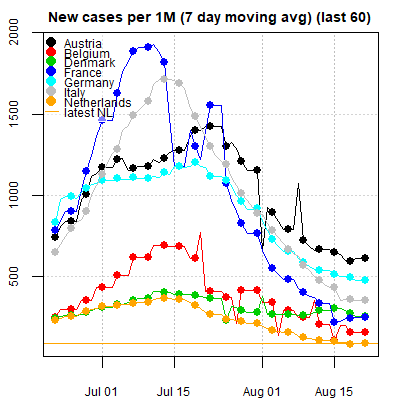 New cases per 1M (7 day moving avg) (last 60)
2000
1500
1000
500
Austria
Belgium
Denmark
France
Germany
Italy
Netherlands
latest NL
Jul 01
Jul 15
Aug 01
Aug 15